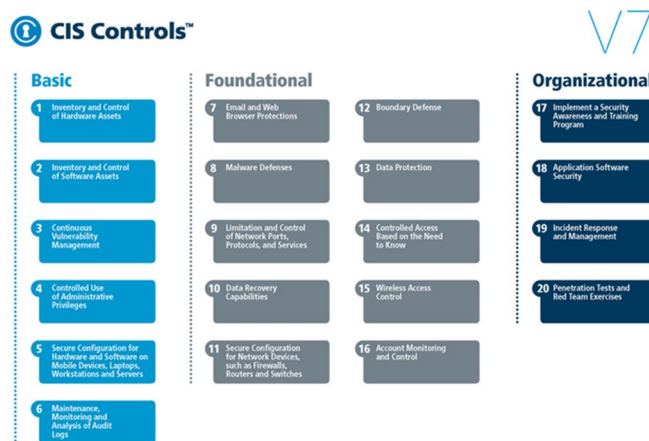 CIS Controls™
V7
Basic
1 Inventory and Control
of Hardware Assets
2 Inventory and Control
of Software Assets
3 Continuous
Vulnerability
Management
4 Controlled Use
of Administrative
Privileges
5 Secure Configuration for
Hardware and Software on
Mobile Devices, Laptops,
Workstations and Servers
6 Maintenance,
Monitoring and
Analysis of Audit
Logs
Foundational
7 Email and Web
Browser Protections
8 Malware Defenses
9 Limitation and Control
of Network Ports,
Protocols, and Services
10 Data Recovery
Capabilities
11 Secure Configuration
for Network Devices,
such as Firewalls,
Routers and Switches
12 Boundary Defense
13 Data Protection
14 Controlled Access
Based on the Need
to Know
15 Wireless Access
Control
16 Account Monitoring
and Control
Organizational
17 Implement a Security
Awareness and Training
Program
18 Application Software
Security
19 Incident Response
and Management
20 Penetration Tests and
Red Team Exercises